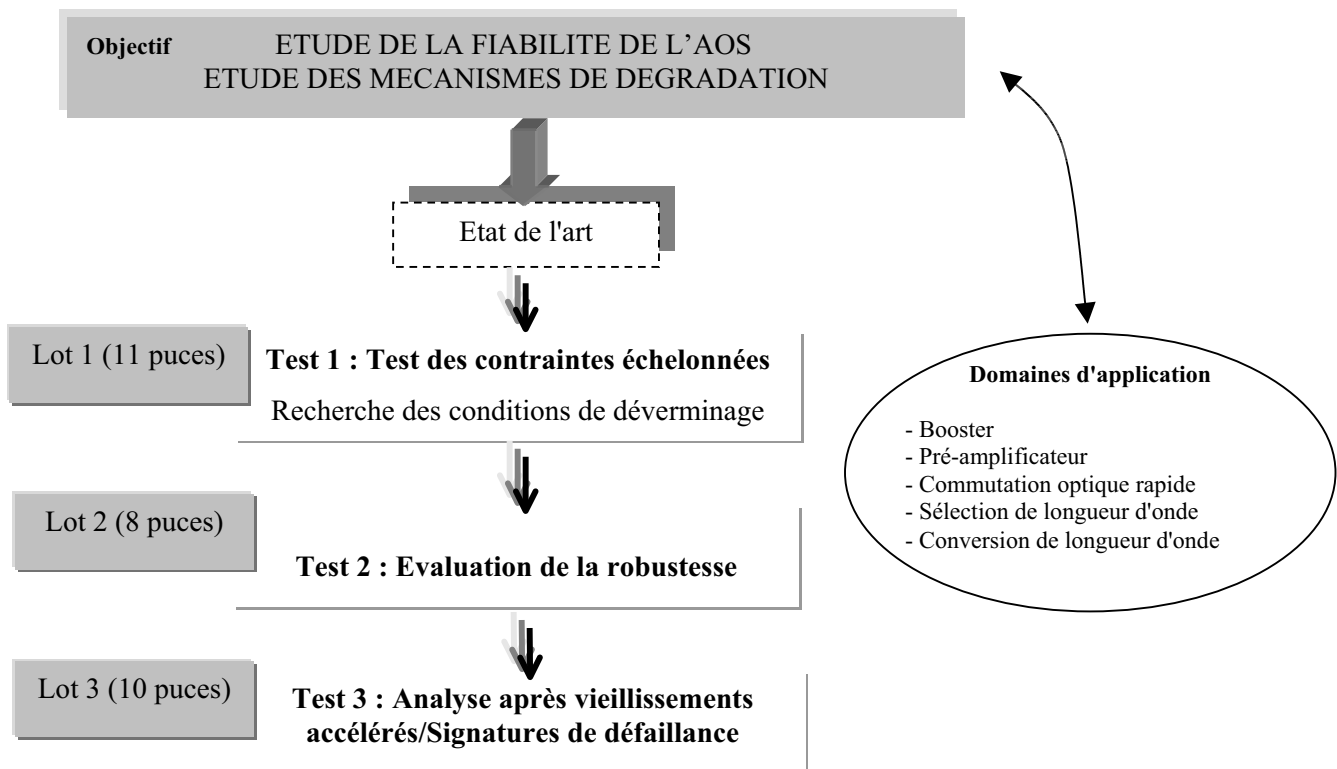 Objectif ETUDE DE LA FIABILITE DE L’AOS
ETUDE DES MECANISMES DE DEGRADATION
Etat de l'art
Lot 1 (11 puces)
Test 1 : Test des contraintes échelonnées
Recherche des conditions de déverminage
Lot 2 (8 puces)
Test 2 : Evaluation de la robustesse
Lot 3 (10 puces)
Test 3 : Analyse après vieillissements
accélérés/Signatures de défaillance
Domaines d'application
- Booster
- Pré-amplificateur
- Commutation optique rapide
- Sélection de longueur d'onde
- Conversion de longueur d'onde